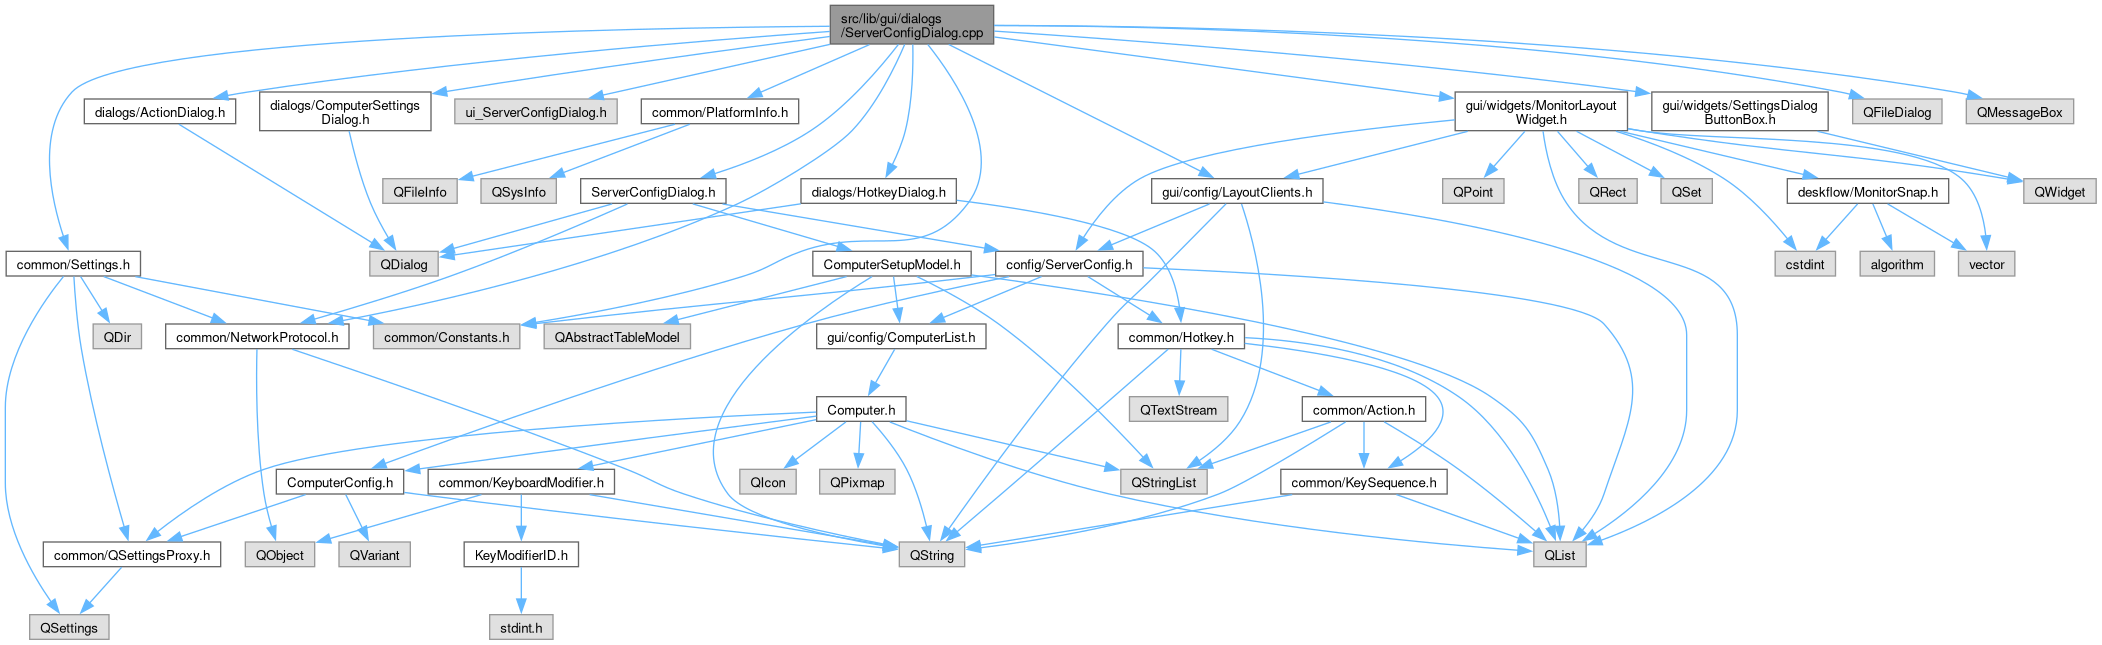 src/lib/gui/dialogs
/ServerConfigDialog.cpp
dialogs/ActionDialog.h
dialogs/ComputerSettings
Dialog.h
ui_ServerConfigDialog.h
common/PlatformInfo.h
gui/widgets/MonitorLayout
Widget.h
gui/widgets/SettingsDialog
ButtonBox.h
QFileDialog
QMessageBox
QFileInfo
QSysInfo
ServerConfigDialog.h
dialogs/HotkeyDialog.h
gui/config/LayoutClients.h
QPoint
QRect
QSet
deskflow/MonitorSnap.h
QWidget
common/Settings.h
QDialog
ComputerSetupModel.h
config/ServerConfig.h
cstdint
algorithm
vector
QDir
common/NetworkProtocol.h
common/Constants.h
QAbstractTableModel
gui/config/ComputerList.h
common/Hotkey.h
Computer.h
QTextStream
common/Action.h
ComputerConfig.h
common/KeyboardModifier.h
QIcon
QPixmap
QStringList
common/KeySequence.h
common/QSettingsProxy.h
QObject
QVariant
KeyModifierID.h
QString
QList
QSettings
stdint.h